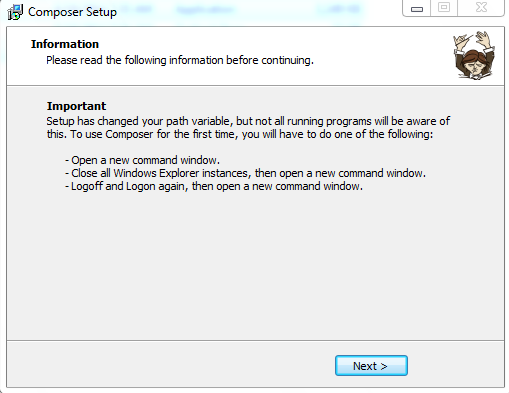 Composer Setup
Information
Please read the following information before continuing.
Important
Setup has changed your path variable, but not all running programs will be aware of
this. To use Composer for the first time, you will have to do one of the following:
- Open a new command window.
- Close all Windows Explorer instances, then open a new command window.
- Logoff and Logon again, then open a new command window.
Next >